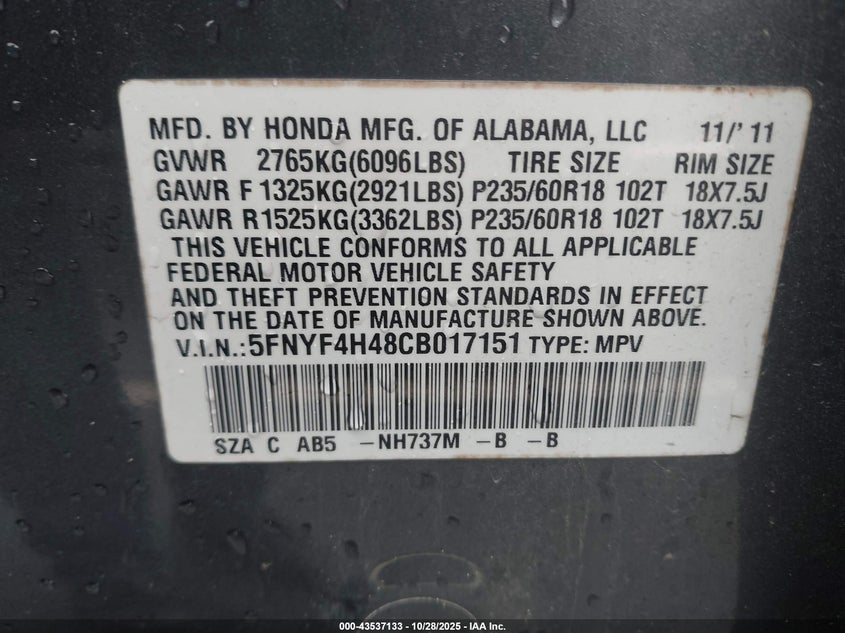 MFD. BY HONDA MFG. OF ALABAMA, LLC 11/'11
GVWR 2765KG(6096LBS) TIRE SIZE RIM SIZE
GAWR F 1325KG(2921LBS) P235/60R18 102T 18X7.5J
GAWR R1525KG(3362LBS) P235/60R18 102T 18X7.5J
THIS VEHICLE CONFORMS TO ALL APPLICABLE
FEDERAL MOTOR VEHICLE SAFETY
AND THEFT PREVENTION STANDARDS IN EFFECT
ON THE DATE OF MANUFACTURE SHOWN ABOVE.
V.I.N.:5FNYF4H48CB017151 TYPE: MPV
SZA C AB5 -NH737M -B -B
000-43537133 | 10/28/2025 - IAA Inc.